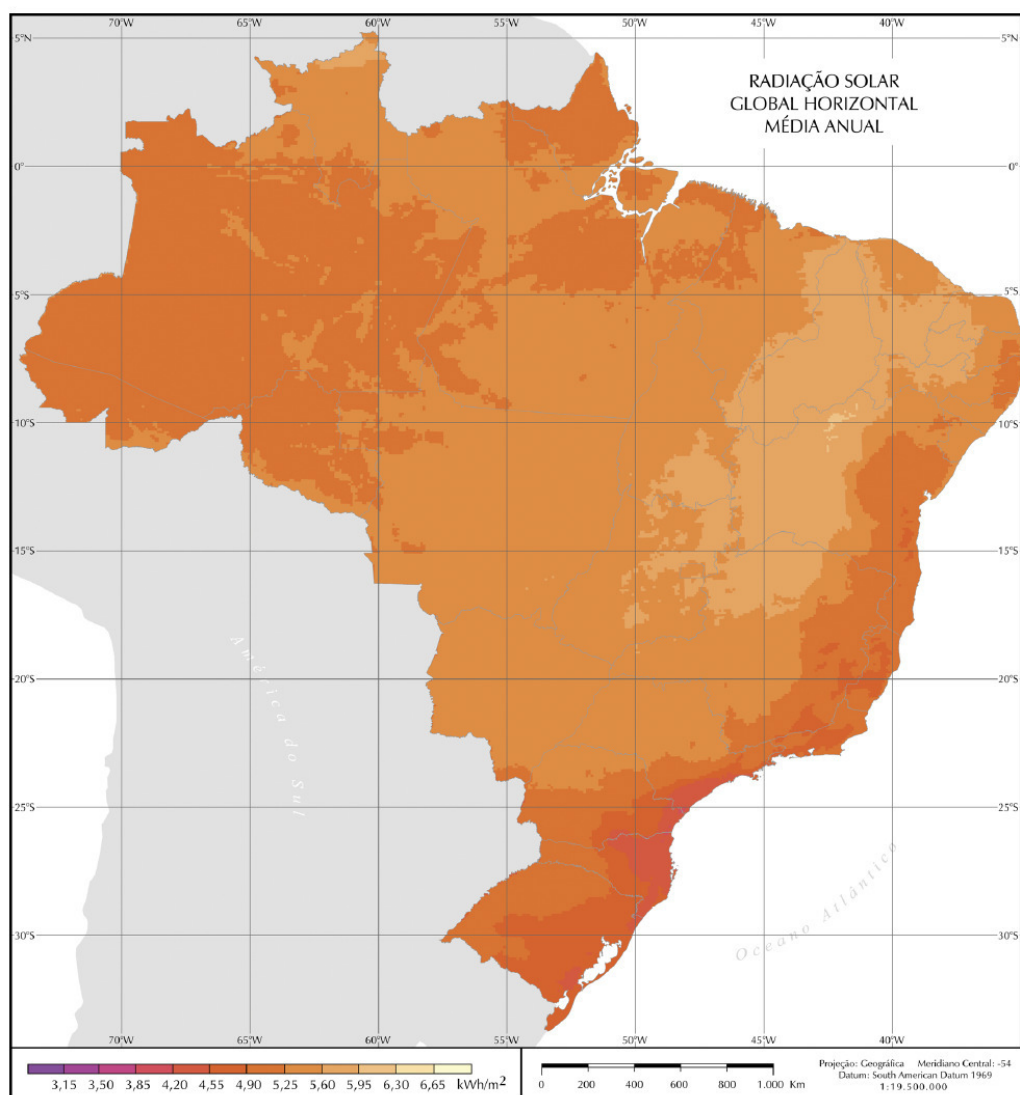 70°W 65°W 60°W 55°W 50°W 45°W 40°W
5°N 5°N
RADIAÇÃO SOLAR
GLOBAL HORIZONTAL
MÉDIA ANUAL
0° 0°
5°S 5°S
10°S 10°S
15°S 15°S
América do Sul
20°S 20°S
25°S 25°S
Oceano Atlântico
30°S 30°S
70°W 65°W 60°W 55°W 50°W 45°W 40°W
3,15 3,50 3,85 4,20 4,55 4,90 5,25 5,60 5,95 6,30 6,65 kWh/m²
0 200 400 600 800 1.000 Km
Projeção: Geográfica Meridiano Central: -54
Datum: South American Datum 1969
1:19.500.000